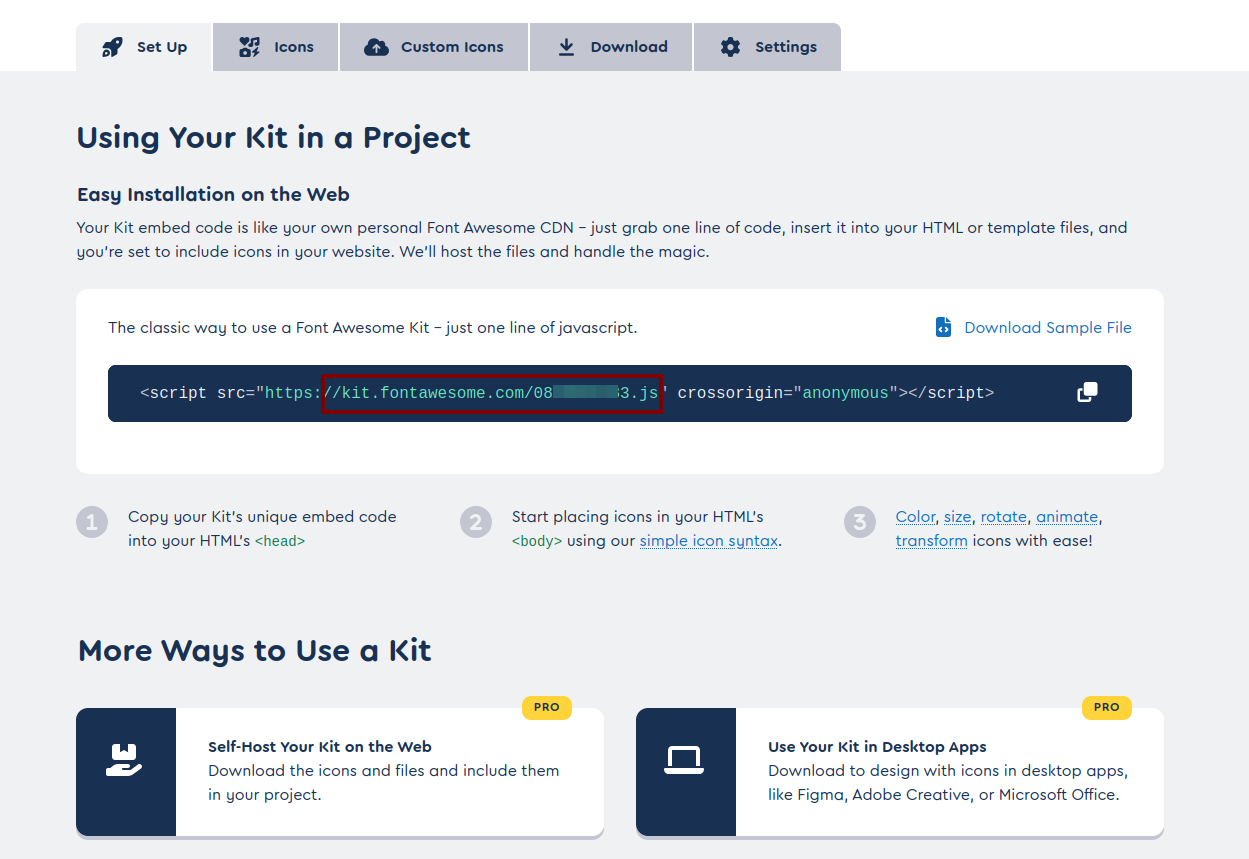 Set Up
Icons
Custom Icons
Download
Settings
Using Your Kit in a Project
Easy Installation on the Web
Your Kit embed code is like your own personal Font Awesome CDN – just grab one line of code, insert it into your HTML or template files, and
you're set to include icons in your website. We'll host the files and handle the magic.
The classic way to use a Font Awesome Kit – just one line of javascript.
Download Sample File
<script src="https://kit.fontawesome.com/08 3.js" crossorigin="anonymous"></script>
1
Copy your Kit's unique embed code
into your HTML's <head>
2
Start placing icons in your HTML's
<body> using our simple icon syntax.
3
Color, size, rotate, animate,
transform icons with ease!
More Ways to Use a Kit
PRO
Self-Host Your Kit on the Web
Download the icons and files and include them
in your project.
PRO
Use Your Kit in Desktop Apps
Download to design with icons in desktop apps,
like Figma, Adobe Creative, or Microsoft Office.